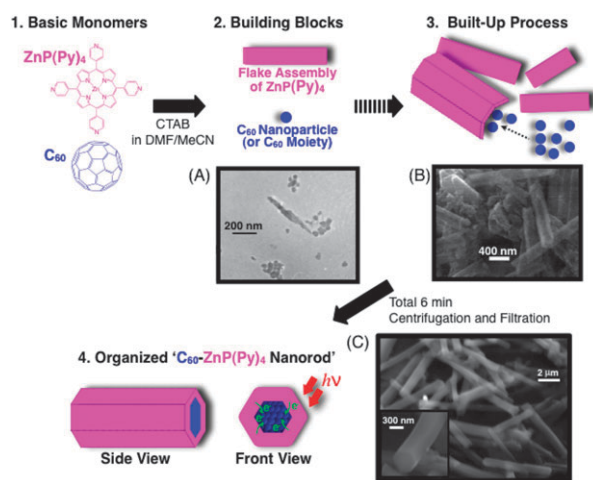 1. Basic Monomers
2. Building Blocks
3. Built-Up Process
ZnP(Py)4
N
N
N
N
N
N
Zn
N
N
C60
CTAB
in DMF/MeCN
Flake Assembly
of ZnP(Py)4
C60 Nanoparticle
(or C60 Moiety)
(A)
200 nm
(B)
400 nm
Total 6 min
Centrifugation and Filtration
4. Organized ‘C60-ZnP(Py)4 Nanorod’
hν
e
Side View
Front View
(C)
2 μm
300 nm